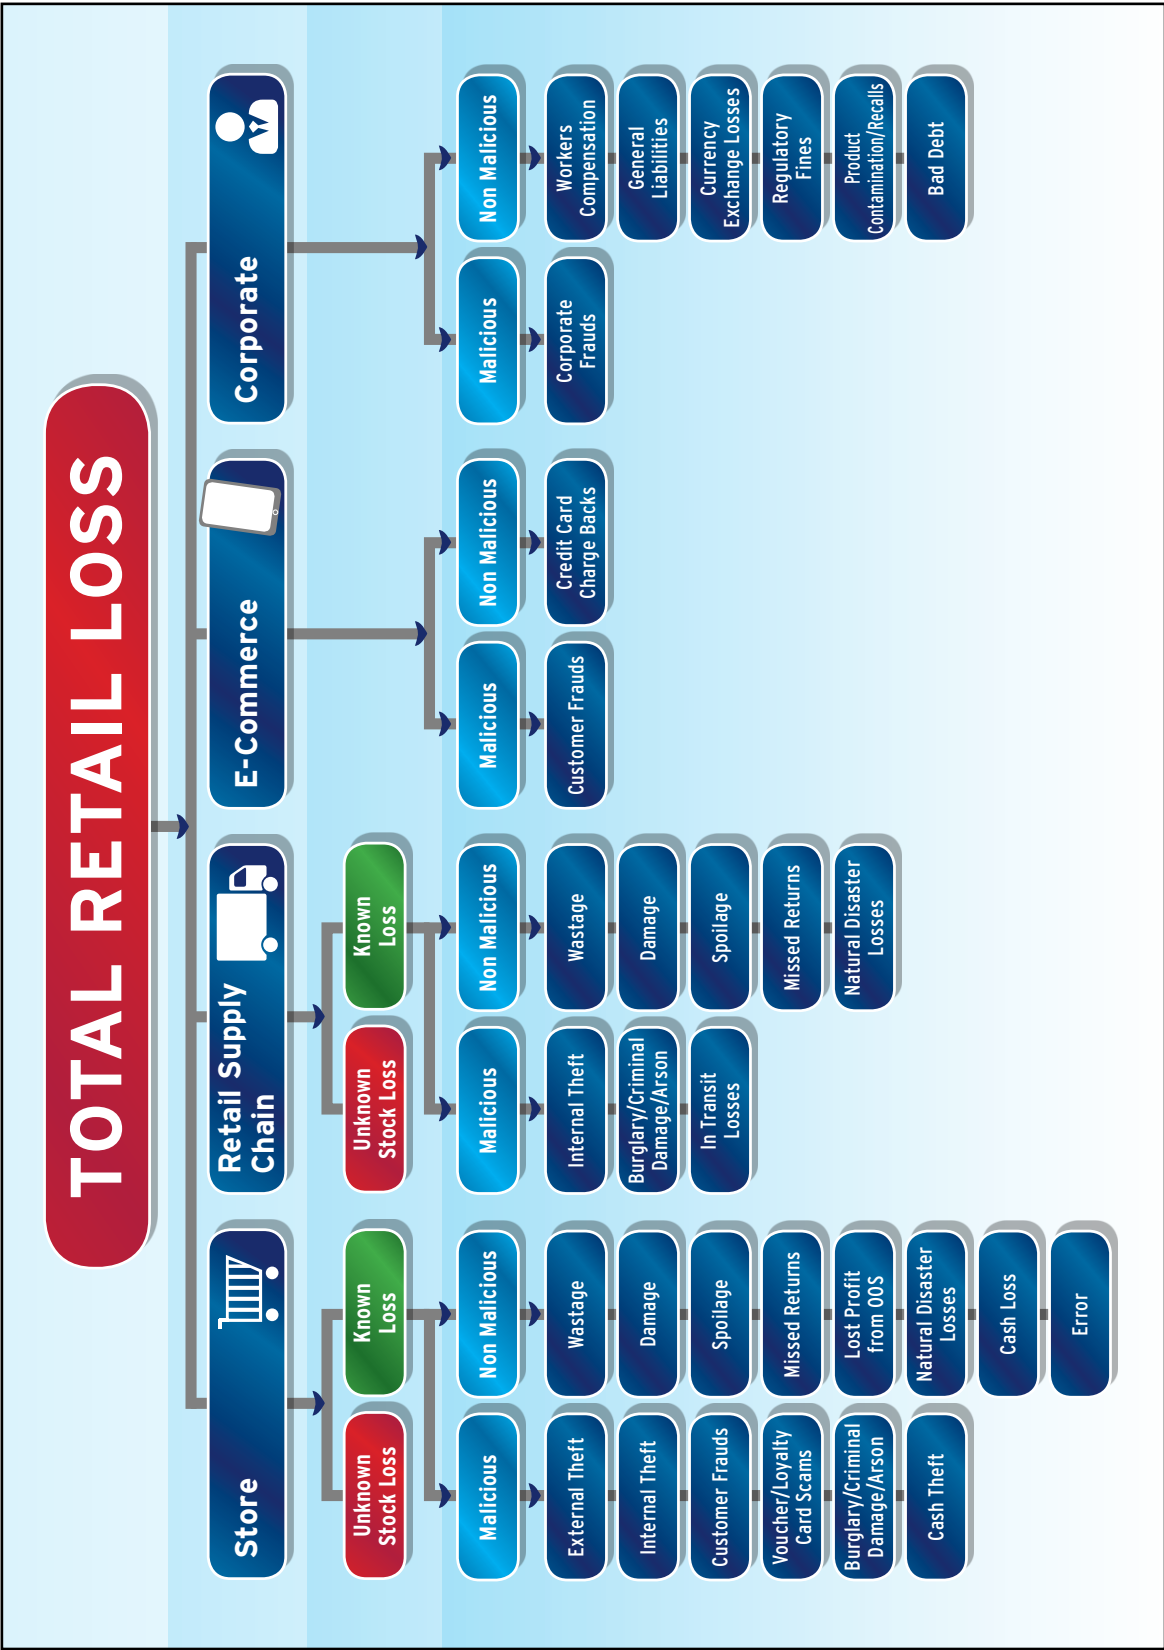 TOTAL RETAIL LOSS
Store
Retail Supply
Chain
E-Commerce
Corporate
Unknown
Stock Loss
Known
Loss
Unknown
Stock Loss
Known
Loss
Malicious
Non Malicious
Malicious
Non Malicious
Malicious
Non Malicious
Malicious
Non Malicious
External Theft
Internal Theft
Customer Frauds
Voucher/Loyalty
Card Scams
Burglary/Criminal
Damage/Arson
Cash Theft
Wastage
Damage
Spoilage
Missed Returns
Lost Profit
from OOS
Natural Disaster
Losses
Cash Loss
Error
Internal Theft
Burglary/Criminal
Damage/Arson
In Transit
Losses
Wastage
Damage
Spoilage
Missed Returns
Natural Disaster
Losses
Customer Frauds
Credit Card
Charge Backs
Corporate
Frauds
Workers
Compensation
General
Liabilities
Currency
Exchange Losses
Regulatory
Fines
Product
Contamination/Recalls
Bad Debt